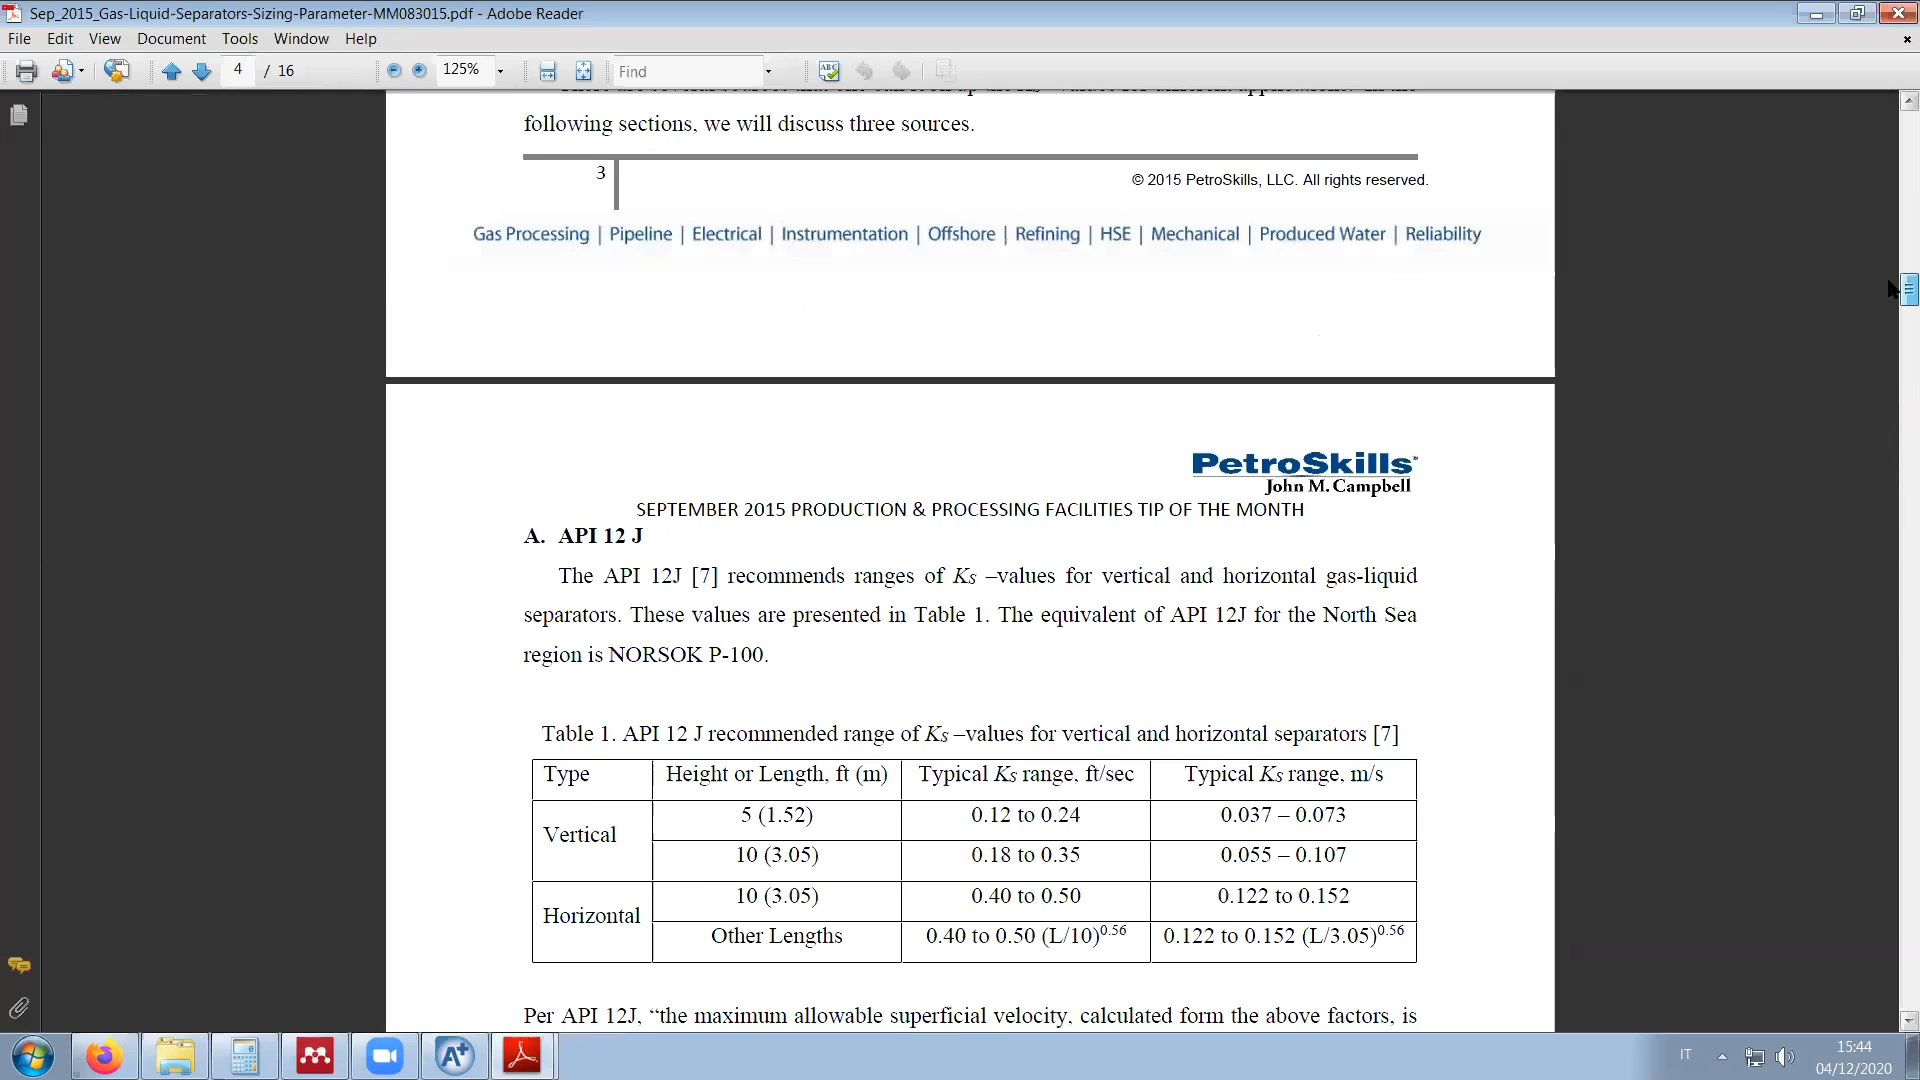 Sep_2015_Gas-Liquid-Separators-Sizing-Parameter-MM083015.pdf - Adobe Reader
File Edit View Document Tools Window Help
4 / 16 125% Find
following sections, we will discuss three sources.
3
© 2015 PetroSkills, LLC. All rights reserved.
Gas Processing | Pipeline | Electrical | Instrumentation | Offshore | Refining | HSE | Mechanical | Produced Water | Reliability
PetroSkills
John M. Campbell
SEPTEMBER 2015 PRODUCTION & PROCESSING FACILITIES TIP OF THE MONTH
A. API 12 J
The API 12J [7] recommends ranges of KS –values for vertical and horizontal gas-liquid
separators. These values are presented in Table 1. The equivalent of API 12J for the North Sea
region is NORSOK P-100.
Table 1. API 12 J recommended range of KS –values for vertical and horizontal separators [7]
Type Height or Length, ft (m) Typical KS range, ft/sec Typical KS range, m/s
Vertical 5 (1.52) 0.12 to 0.24 0.037 – 0.073
10 (3.05) 0.18 to 0.35 0.055 – 0.107
Horizontal 10 (3.05) 0.40 to 0.50 0.122 to 0.152
Other Lengths 0.40 to 0.50 (L/10)^0.56 0.122 to 0.152 (L/3.05)^0.56
Per API 12J, “the maximum allowable superficial velocity, calculated form the above factors, is
IT
15:44
04/12/2020